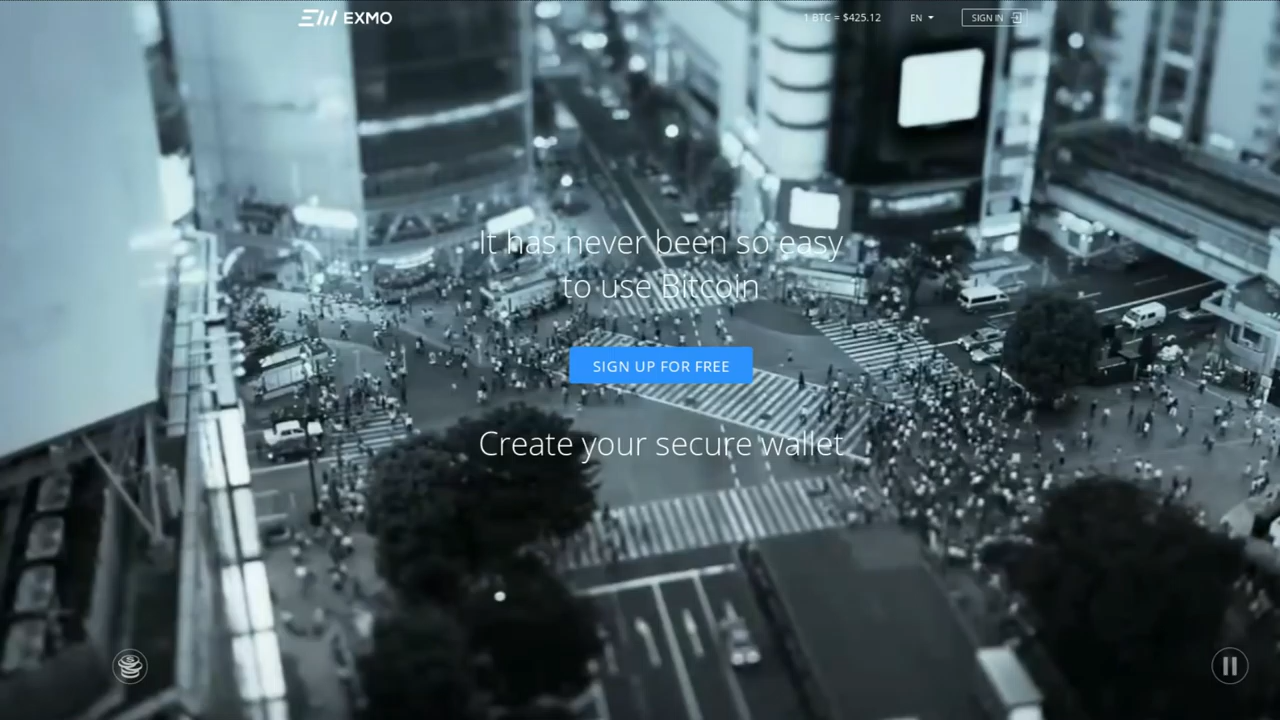 EXMO
1 BTC = $425.12
EN
SIGN IN
It has never been so easy
to use Bitcoin
SIGN UP FOR FREE
Create your secure wallet